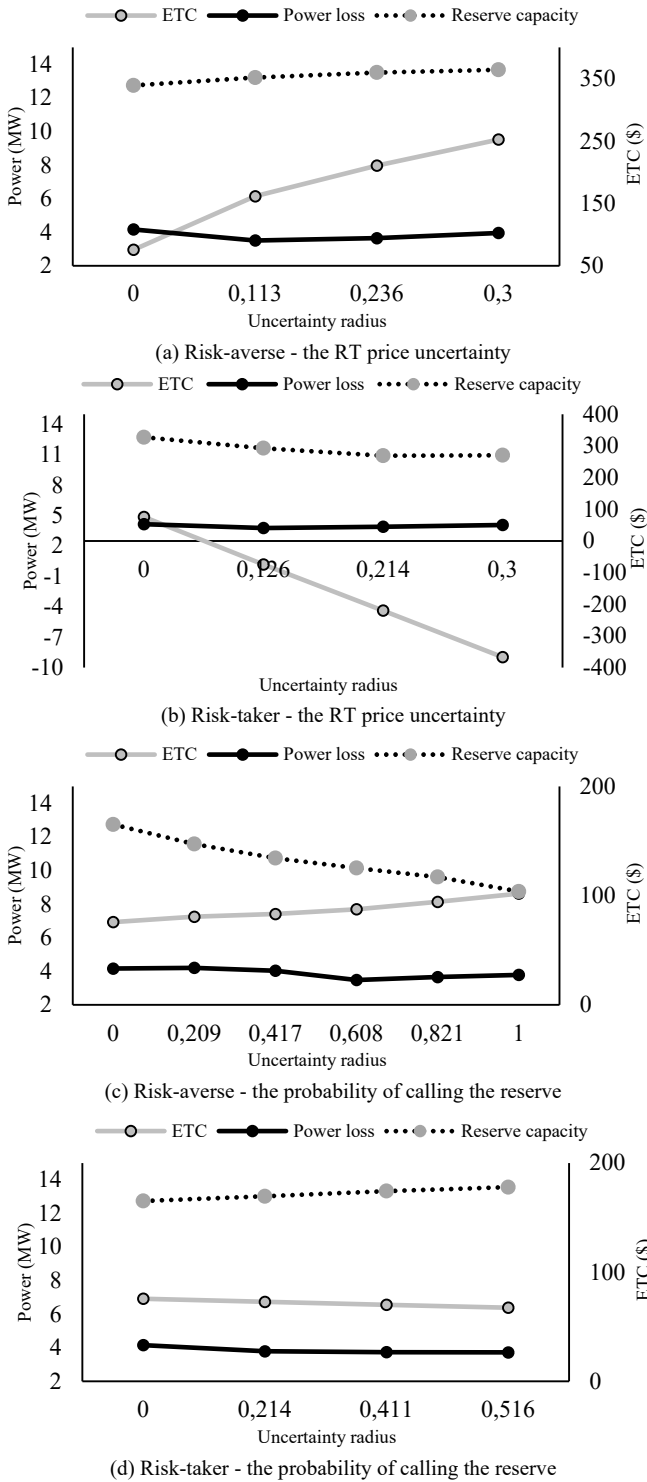 ETC Power loss Reserve capacity
14 350
12
10 250
8
6 150
4
2 50
Power (MW)
ETC ($)
0 0,113 0,236 0,3
Uncertainty radius
(a) Risk-averse - the RT price uncertainty
ETC Power loss Reserve capacity
14 400
11 300
8 200
5 100
2 0
-1 -100
-4 -200
-7 -300
-10 -400
Power (MW)
ETC ($)
0 0,126 0,214 0,3
Uncertainty radius
(b) Risk-taker - the RT price uncertainty
ETC Power loss Reserve capacity
14 200
12
10
8 100
6
4
2 0
Power (MW)
ETC ($)
0 0,209 0,417 0,608 0,821 1
Uncertainty radius
(c) Risk-averse - the probability of calling the reserve
ETC Power loss Reserve capacity
14 200
12
10
8 100
6
4
2 0
Power (MW)
ETC ($)
0 0,214 0,411 0,516
Uncertainty radius
(d) Risk-taker - the probability of calling the reserve